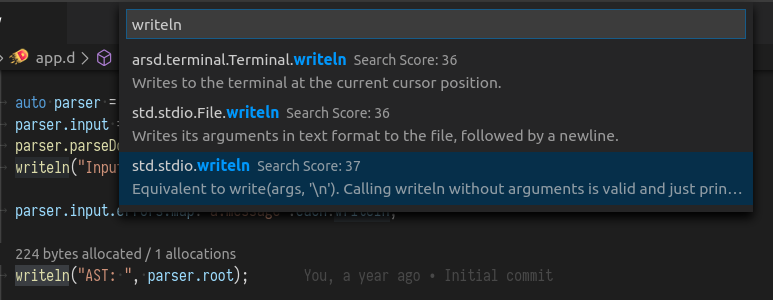 writeln
arsd.terminal.Terminal.writeln Search Score: 36
Writes to the terminal at the current cursor position.
std.stdio.File.writeln Search Score: 36
Writes its arguments in text format to the file, followed by a newline.
std.stdio.writeln Search Score: 37
Equivalent to write(args, '\n'). Calling writeln without arguments is valid and just prin…
app.d
auto parser =
parser.input
parser.parseDo
writeln("Inpu
parser.input.errors.map!
224 bytes allocated / 1 allocations
writeln("AST: ", parser.root); You, a year ago • Initial commit